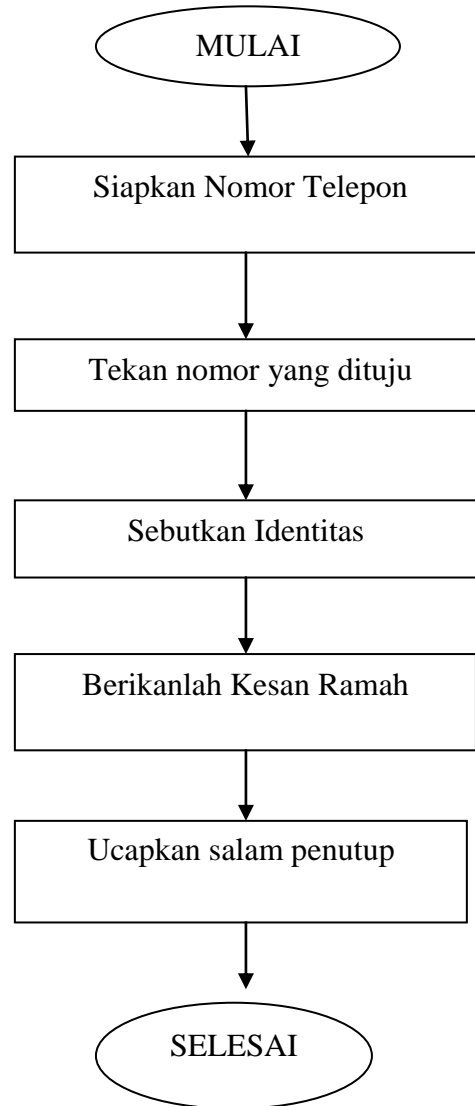 MULAI
Siapkan Nomor Telepon
Tekan nomor yang dituju
Sebutkan Identitas
Berikanlah Kesan Ramah
Ucapkan salam penutup
SELESAI